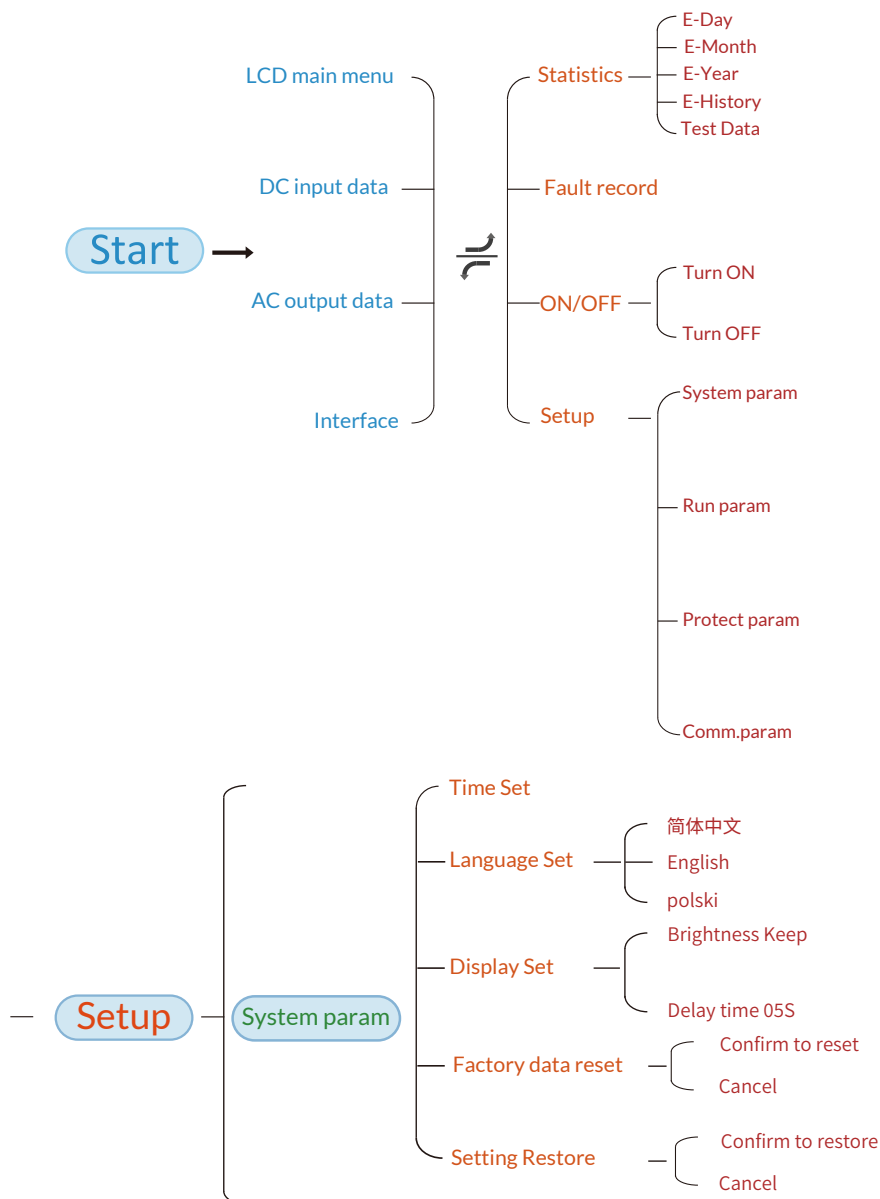 Start
LCD main menu
DC input data
AC output data
Interface
Statistics
E-Day
E-Month
E-Year
E-History
Test Data
Fault record
ON/OFF
Turn ON
Turn OFF
Setup
System param
Run param
Protect param
Comm.param
Setup
System param
Time Set
Language Set
简体中文
English
polski
Display Set
Brightness Keep
Delay time 05S
Factory data reset
Confirm to reset
Cancel
Setting Restore
Confirm to restore
Cancel